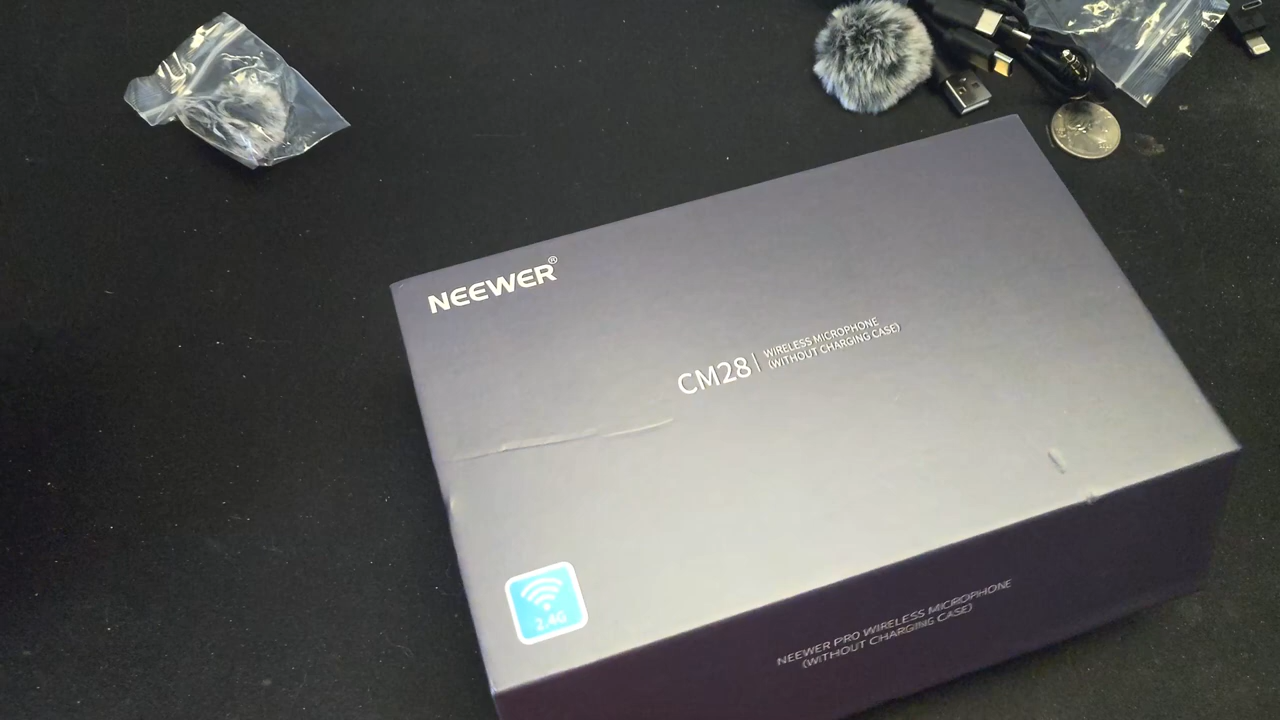 NEEWER®
CM28 | WIRELESS MICROPHONE
(WITHOUT CHARGING CASE)
2.4G
NEEWER PRO WIRELESS MICROPHONE
(WITHOUT CHARGING CASE)